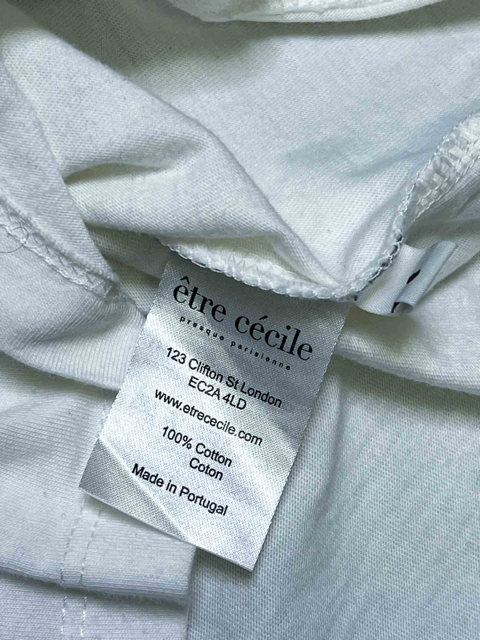 être cécile
presque parisienne
123 Clifton St London
EC2A 4LD
www.etrececile.com
100% Cotton
Coton
Made in Portugal